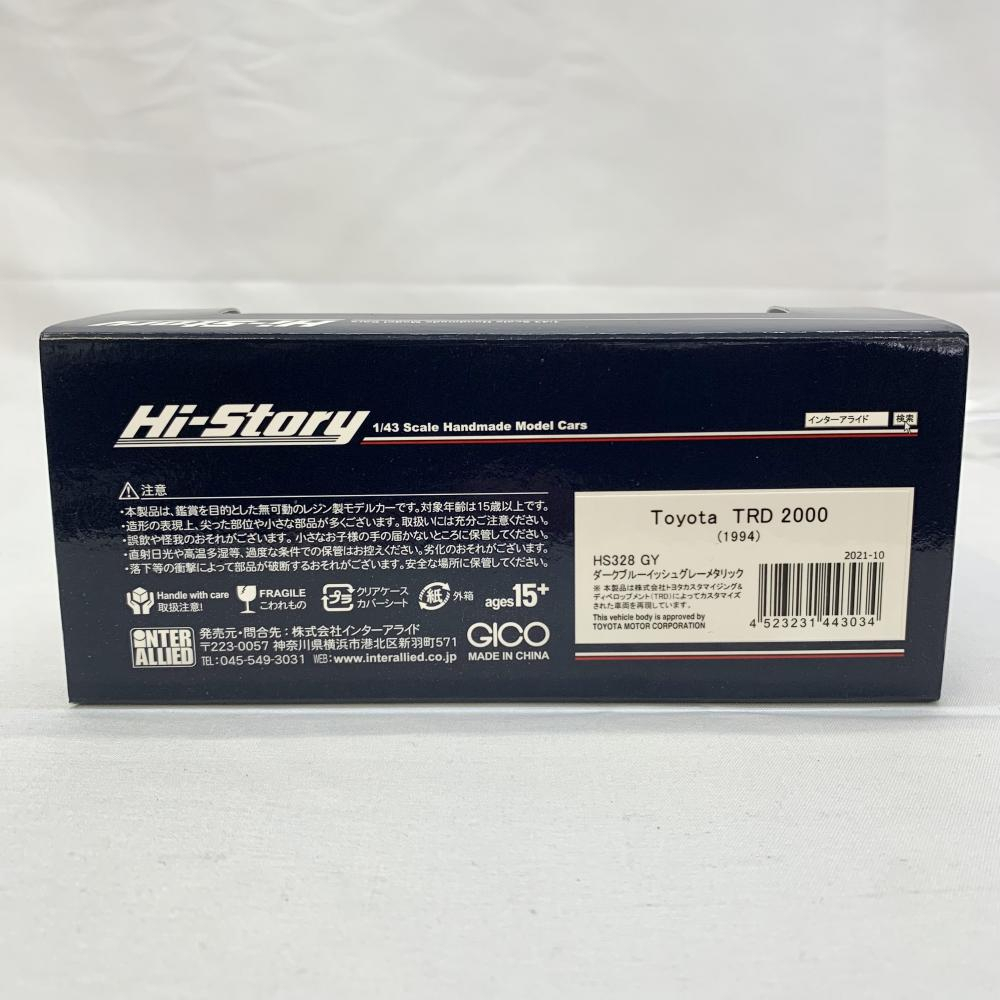 Hi-Story 1/43 Scale Handmade Model Cars
Hi-Story 1/43 Scale Handmade Model Cars
インターアライド 検索
注意
・本製品は、鑑賞を目的とした無可動のレジン製モデルカーです。対象年齢は15歳以上です。
・造形の表現上、尖った部位や小さな部品が多くございます。取扱いには充分ご注意ください。
・誤飲や怪我のおそれがございます。小さなお子様の手の届かないところに保管してください。
・直射日光や高温多湿等、過度な条件での保管はお控えください。劣化のおそれがございます。
・落下等の衝撃によって部品が破断するおそれがございます。安全な場所に保管してください。
Handle with care
取扱注意!
FRAGILE
こわれもの
プラ
クリアケース
カバーシート
紙
外箱
ages15+
INTER
ALLIED
発売元・問合先:株式会社インターアライド
〒223-0057 神奈川県横浜市港北区新羽町571
TEL:045-549-3031 WEB:www.interallied.co.jp
GICO
MADE IN CHINA
Toyota TRD 2000
(1994)
HS328 GY
2021-10
ダークブルーイッシュグレーメタリック
※ 本製品は株式会社トヨタカスタマイジング&
ディベロップメント(TRD)によってカスタマイズ
された車両を再現しています。
This vehicle body is approved by
TOYOTA MOTOR CORPORATION
4 523231 443034